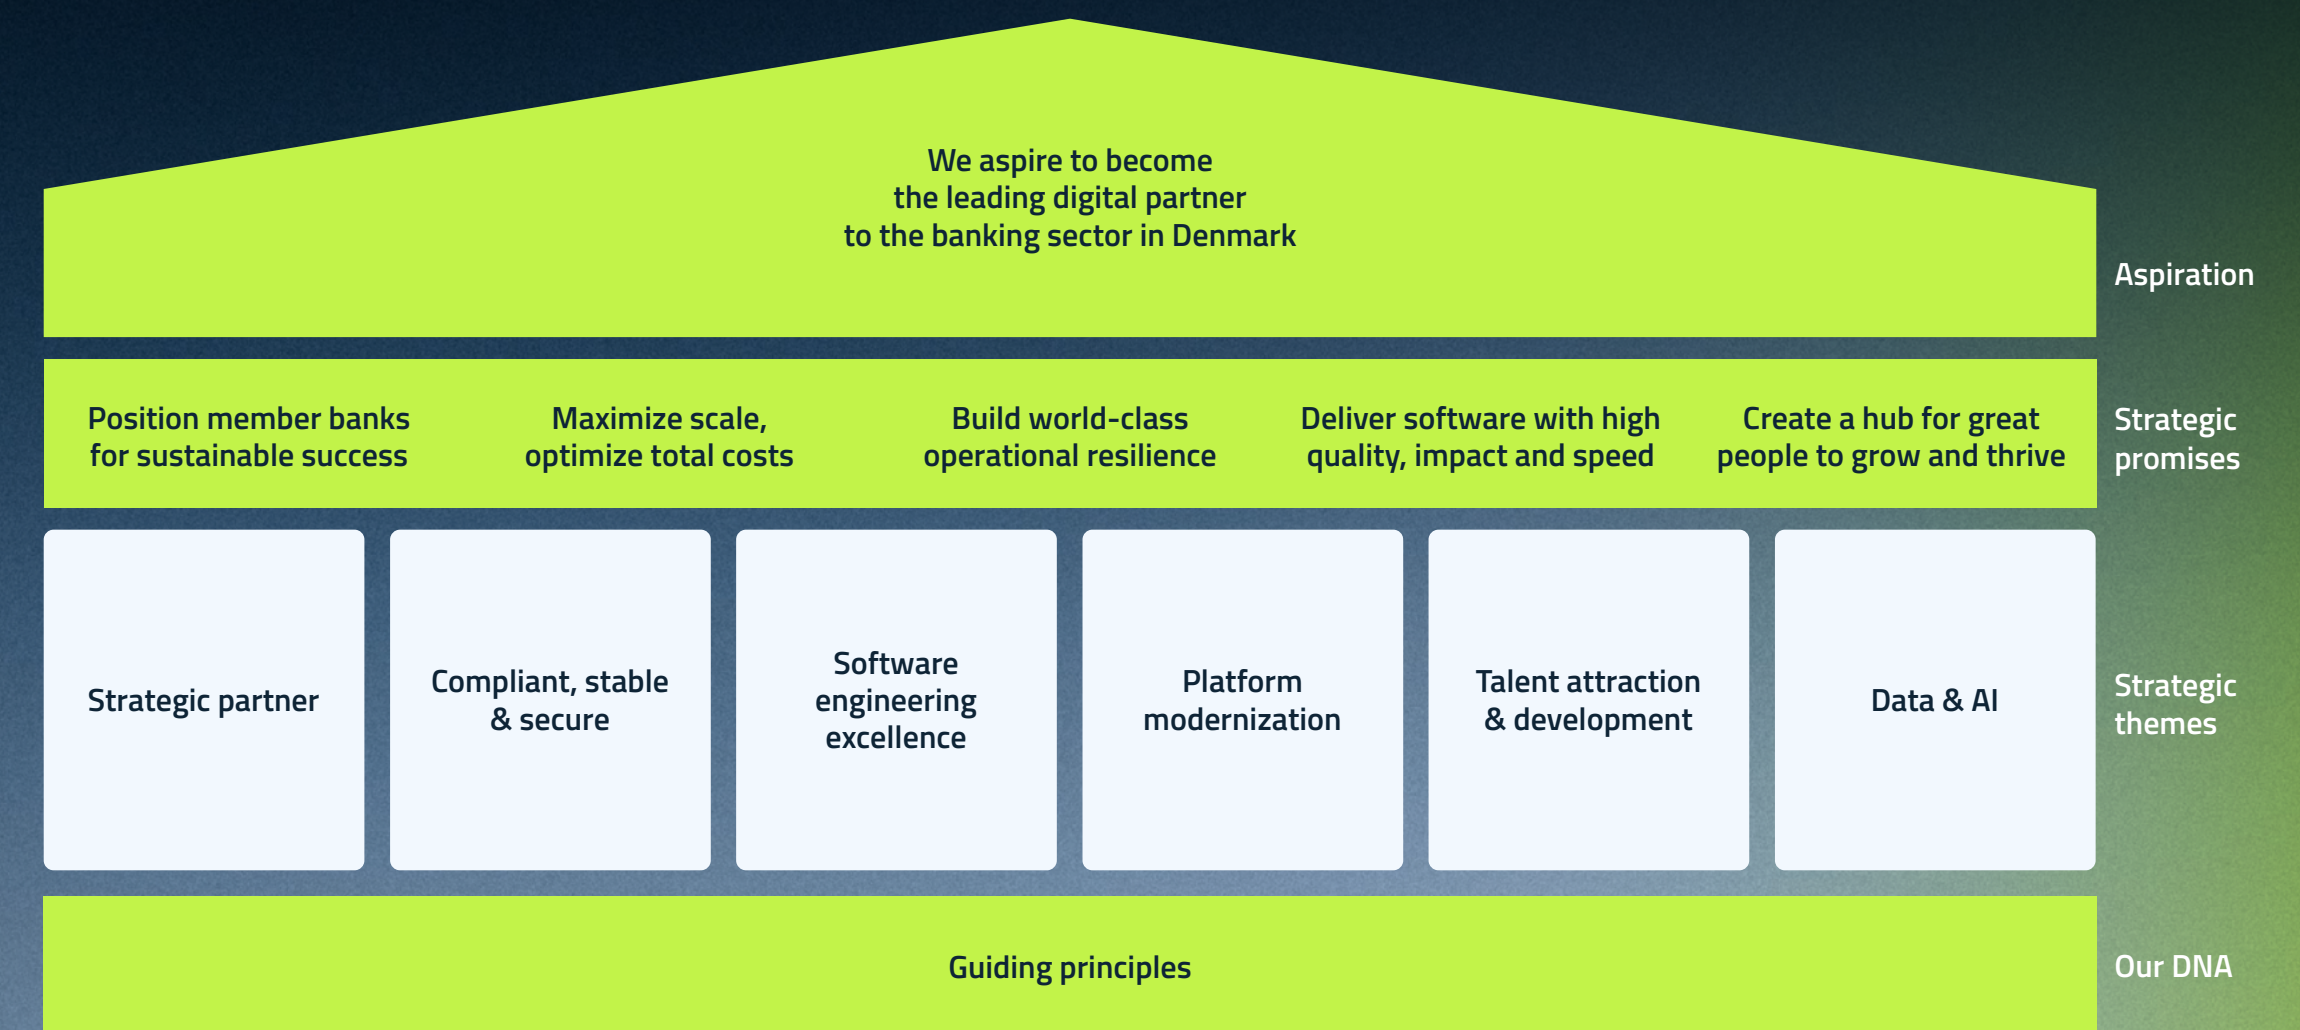 We aspire to become
the leading digital partner
to the banking sector in Denmark
Aspiration
Position member banks
for sustainable success
Maximize scale,
optimize total costs
Build world-class
operational resilience
Deliver software with high
quality, impact and speed
Create a hub for great
people to grow and thrive
Strategic
promises
Strategic partner
Compliant, stable
& secure
Software
engineering
excellence
Platform
modernization
Talent attraction
& development
Data & AI
Strategic
themes
Guiding principles
Our DNA